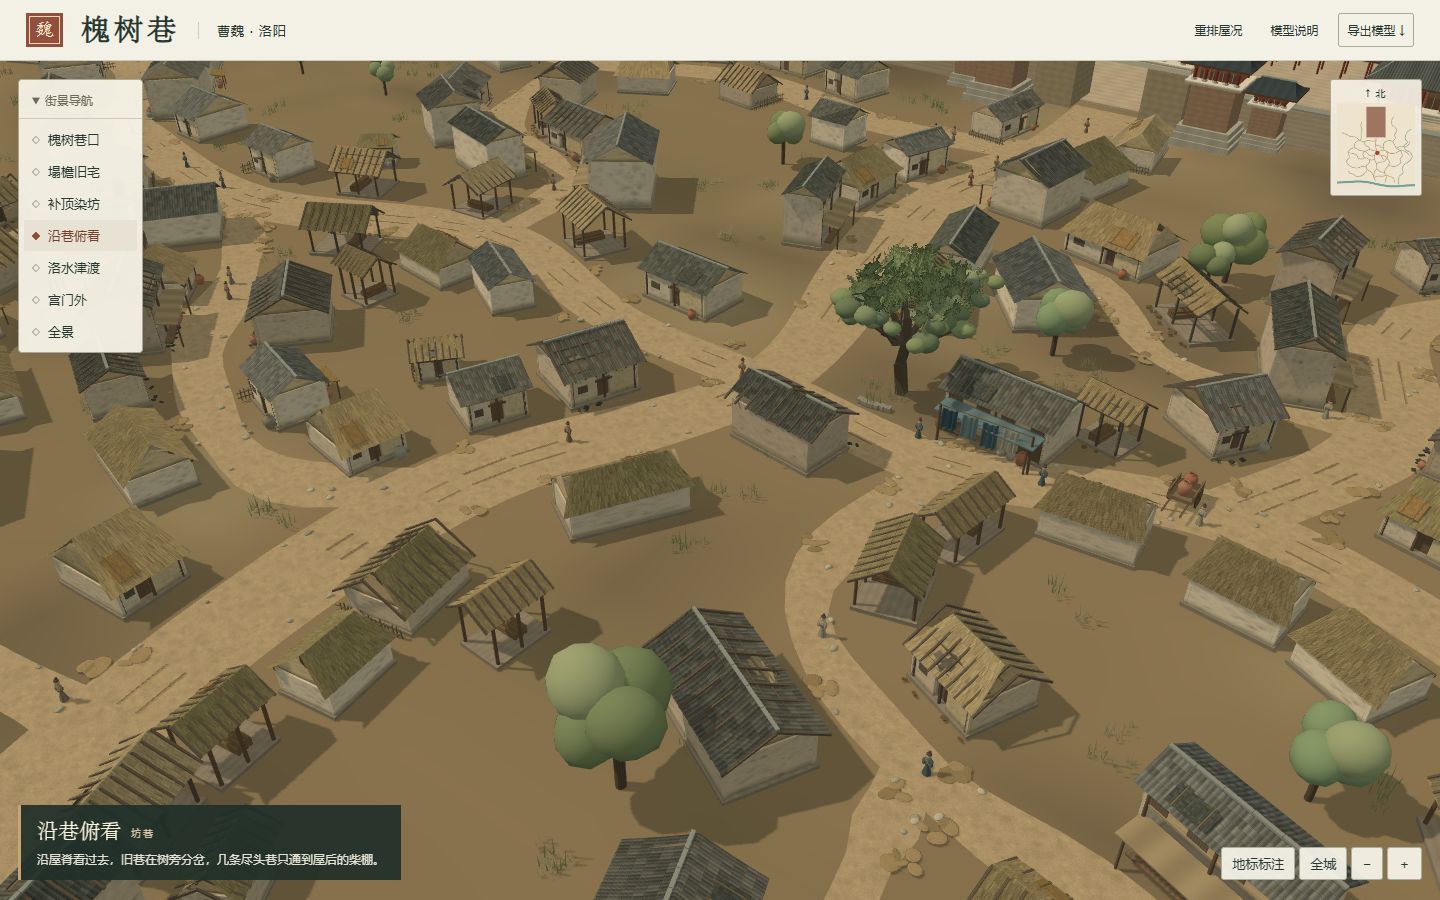 魏
槐树巷
曹魏 · 洛阳
重排屋况
模型说明
导出模型↓
▼ 街景导航
◇ 槐树巷口
◇ 塌檐旧宅
◇ 补顶染坊
◆ 沿巷俯看
◇ 洛水津渡
◇ 宫门外
◇ 全景
↑ 北
沿巷俯看 坊巷
沿屋脊看过去，旧巷在树旁分岔，几条尽头巷只通到屋后的柴棚。
地标标注
全城
−
+